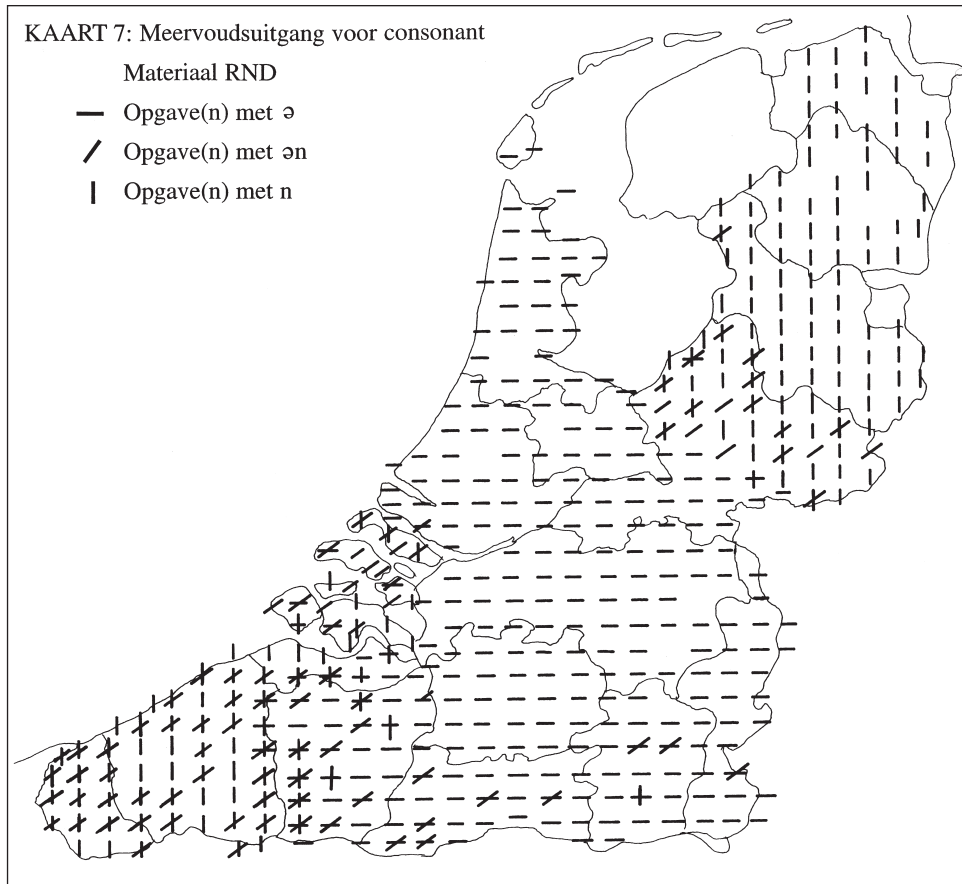 KAART 7: Meervoudsuitgang voor consonant
Materiaal RND
Opgave(n) met ə
Opgave(n) met ən
Opgave(n) met n